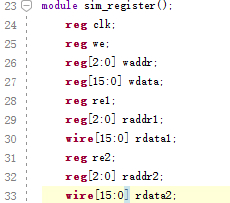 23 module sim_register();
24 reg clk;
25 reg we;
26 reg[2:0] waddr;
27 reg[15:0] wdata;
28 reg re1;
29 reg[2:0] raddr1;
30 wire[15:0] rdata1;
31 reg re2;
32 reg[2:0] raddr2;
33 wire[15:0] rdata2;